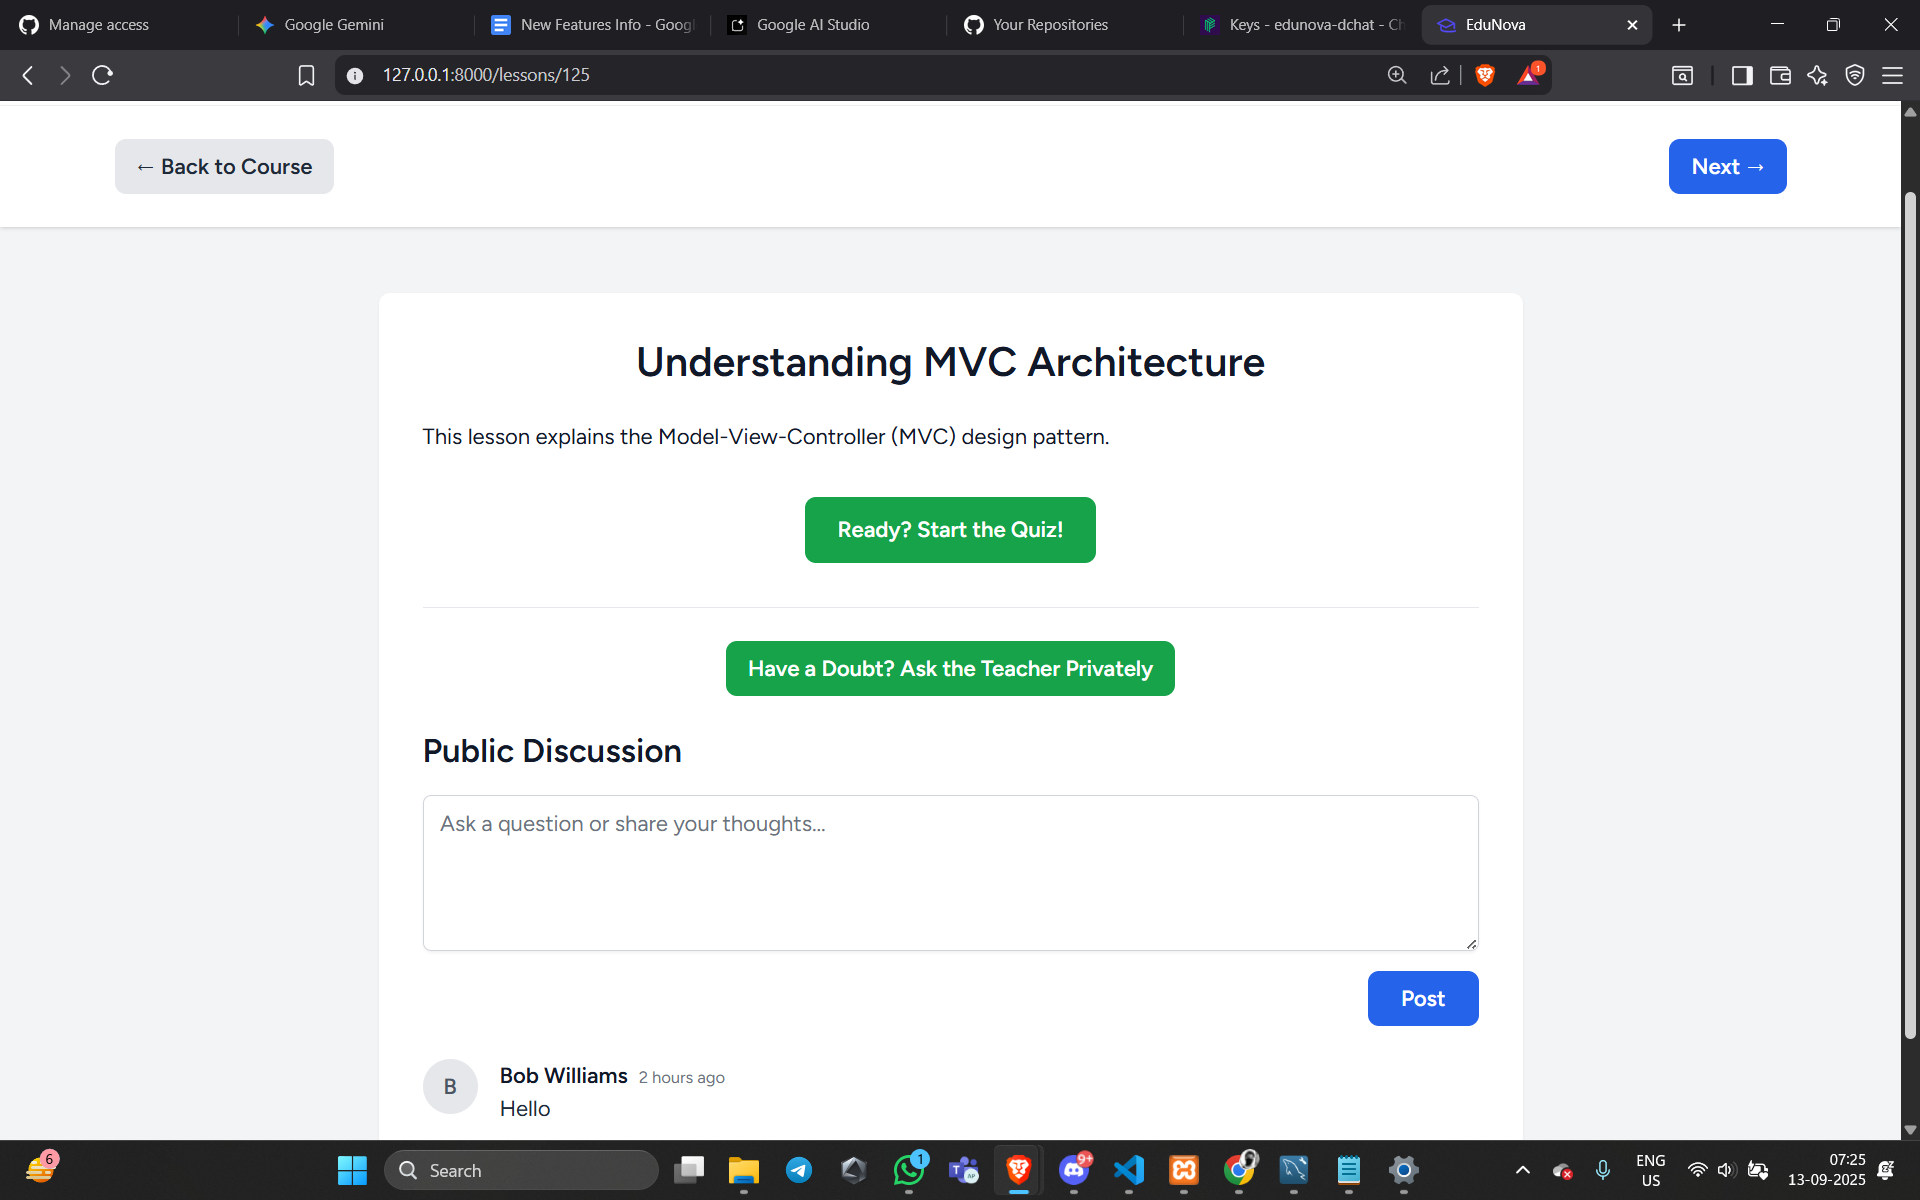 Manage access
Google Gemini
New Features Info - Goog
Google AI Studio
Your Repositories
Keys - edunova-dchat - Ch
EduNova
127.0.0.1:8000/lessons/125
1
← Back to Course
Next →
Understanding MVC Architecture
This lesson explains the Model-View-Controller (MVC) design pattern.
Ready? Start the Quiz!
Have a Doubt? Ask the Teacher Privately
Public Discussion
Ask a question or share your thoughts...
Post
B
Bob Williams 2 hours ago
Hello
6
Search
1
9+
ENG
US
07:25
13-09-2025